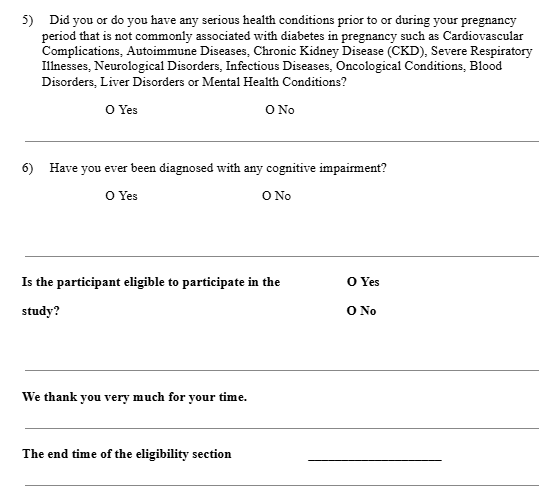 5) Did you or do you have any serious health conditions prior to or during your pregnancy
period that is not commonly associated with diabetes in pregnancy such as Cardiovascular
Complications, Autoimmune Diseases, Chronic Kidney Disease (CKD), Severe Respiratory
Illnesses, Neurological Disorders, Infectious Diseases, Oncological Conditions, Blood
Disorders, Liver Disorders or Mental Health Conditions?
O Yes O No
6) Have you ever been diagnosed with any cognitive impairment?
O Yes O No
Is the participant eligible to participate in the O Yes
study? O No
We thank you very much for your time.
The end time of the eligibility section